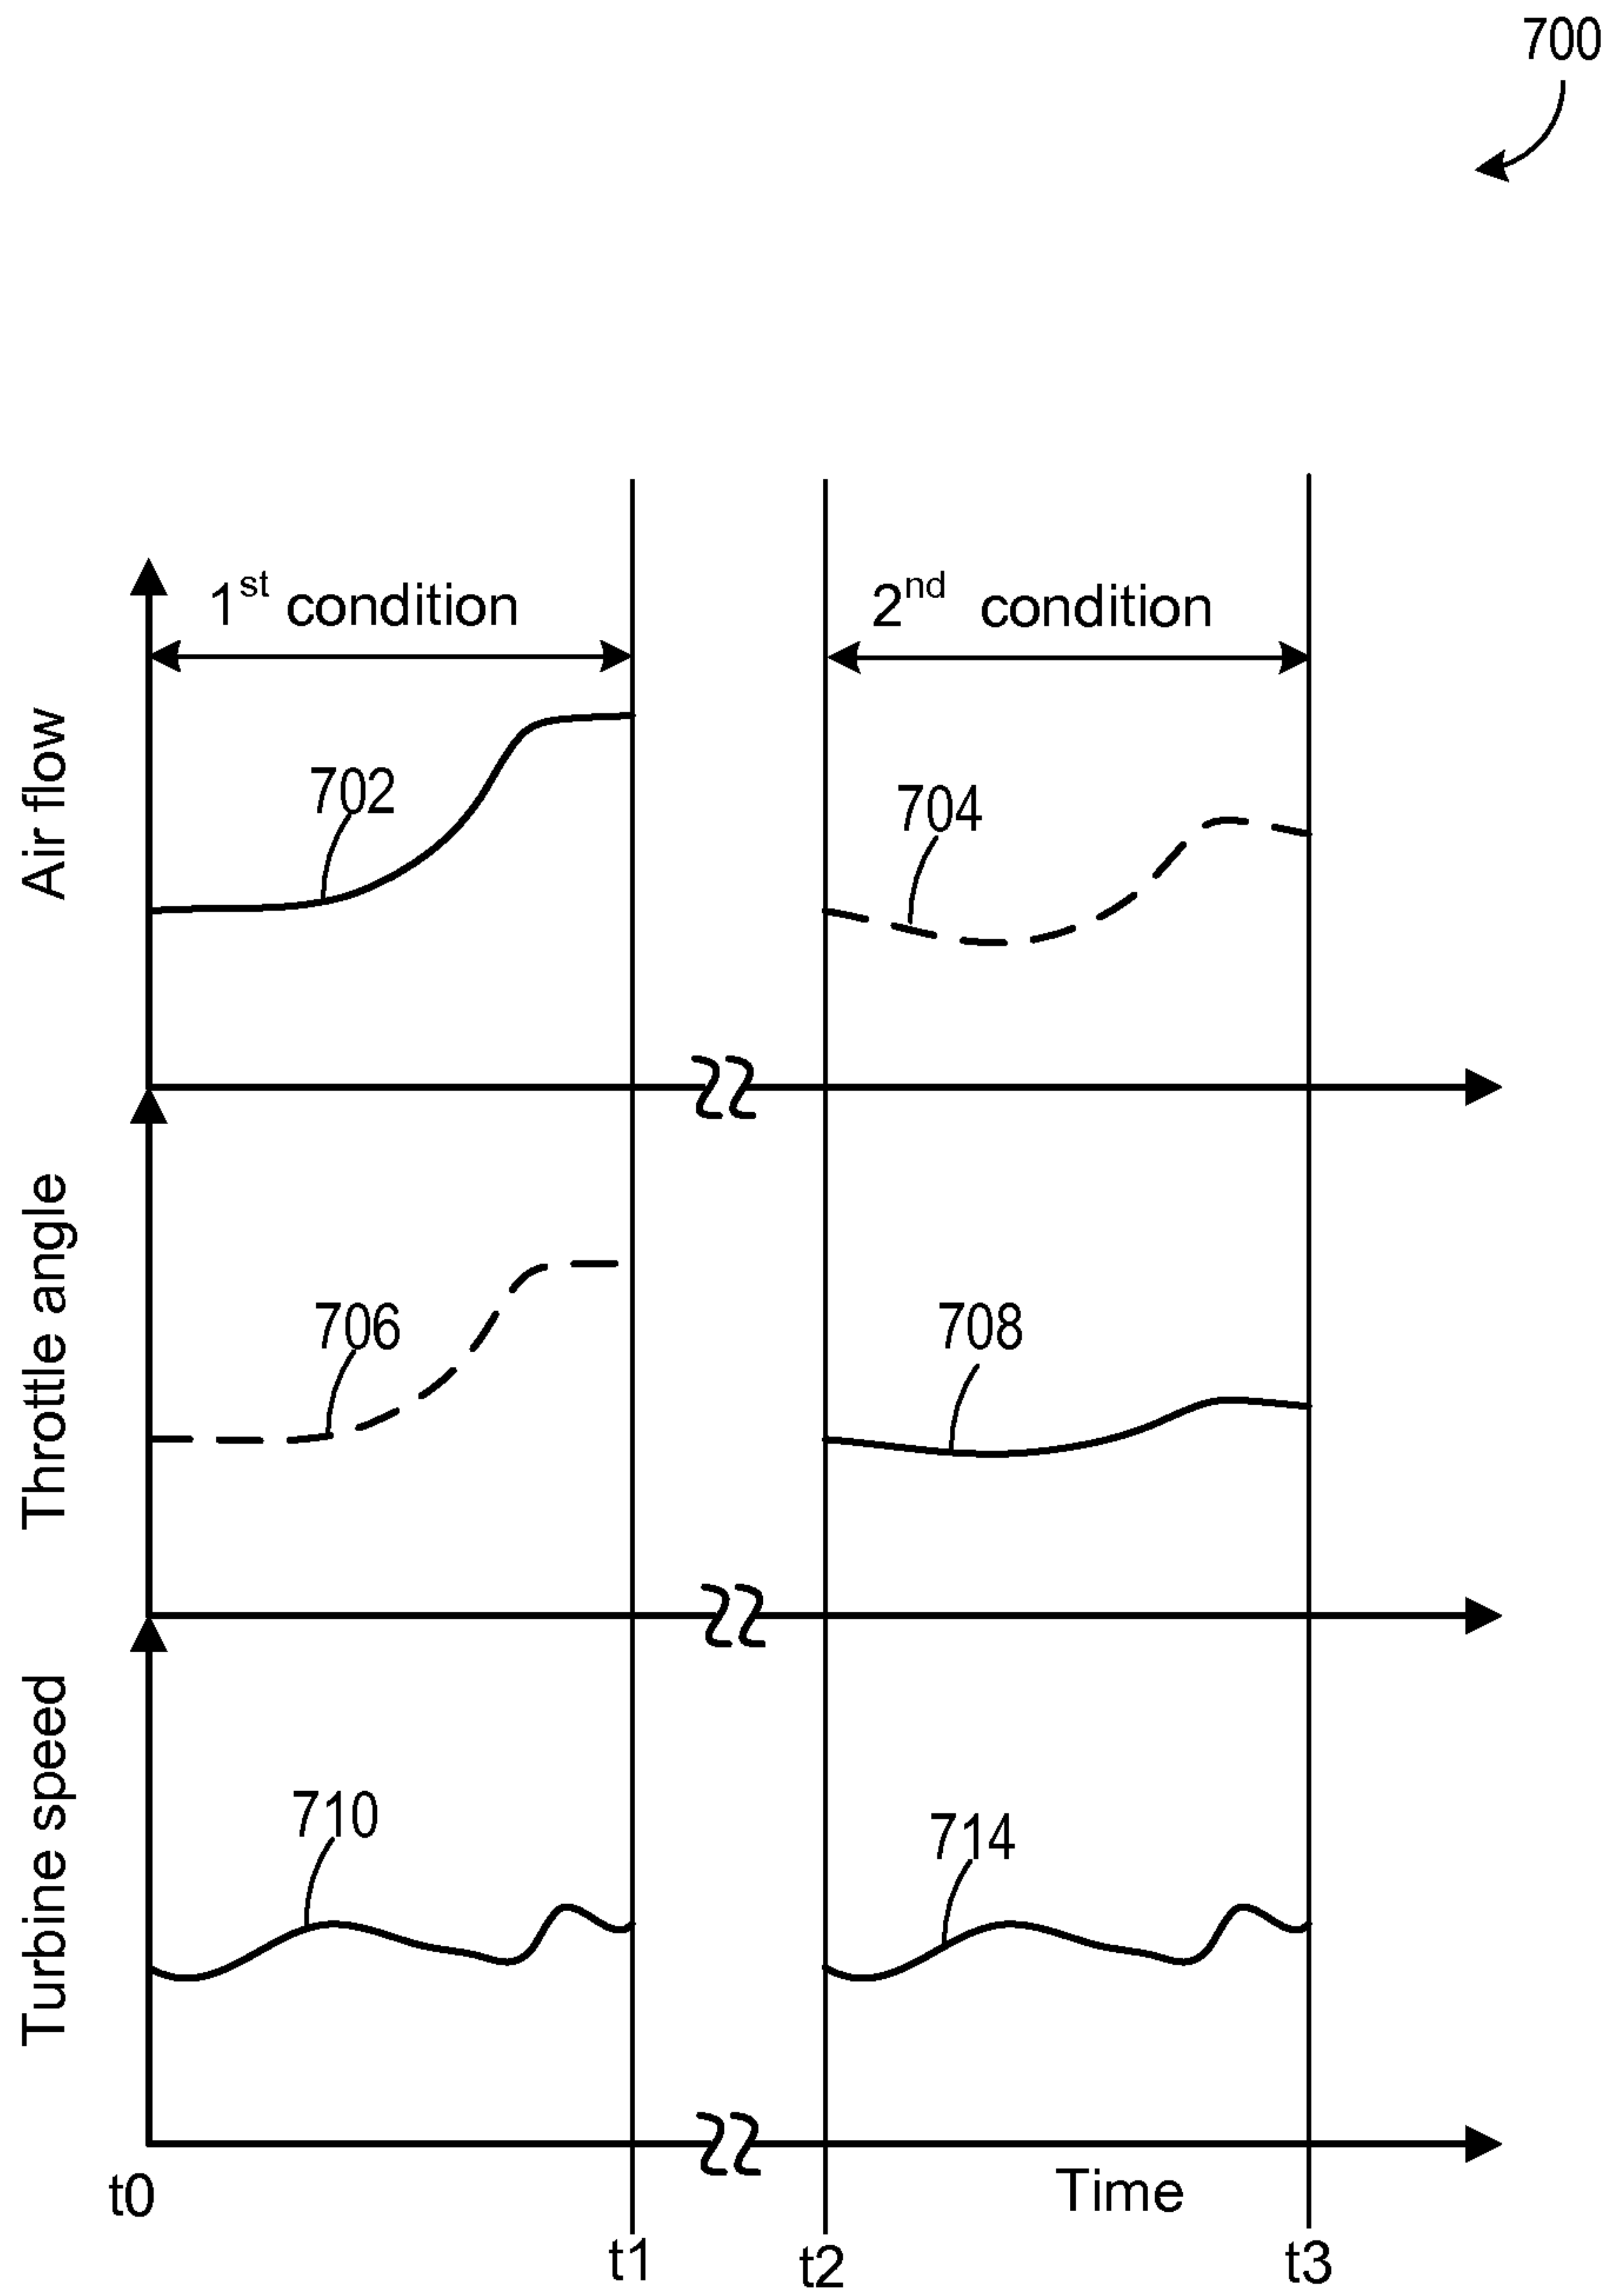 700
1st condition
2nd condition
Air flow
702
704
Throttle angle
706
708
Turbine speed
710
714
t0
Time
t1
t2
t3